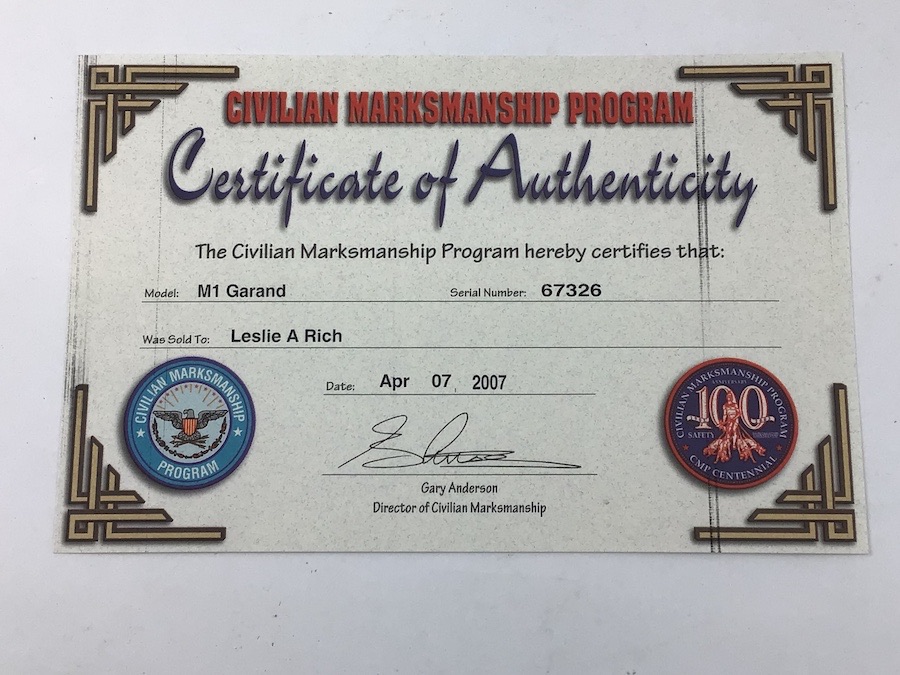 CIVILIAN MARKSMANSHIP PROGRAM
Certificate of Authenticity
The Civilian Marksmanship Program hereby certifies that:
Model: M1 Garand Serial Number: 67326
Was Sold To: Leslie A Rich
Date: Apr 07, 2007
Gary Anderson
Director of Civilian Marksmanship
CIVILIAN MARKSMANSHIP
PROGRAM
CIVILIAN MARKSMANSHIP PROGRAM
ANNIVERSARY
100
SAFETY
CMP CENTENNIAL